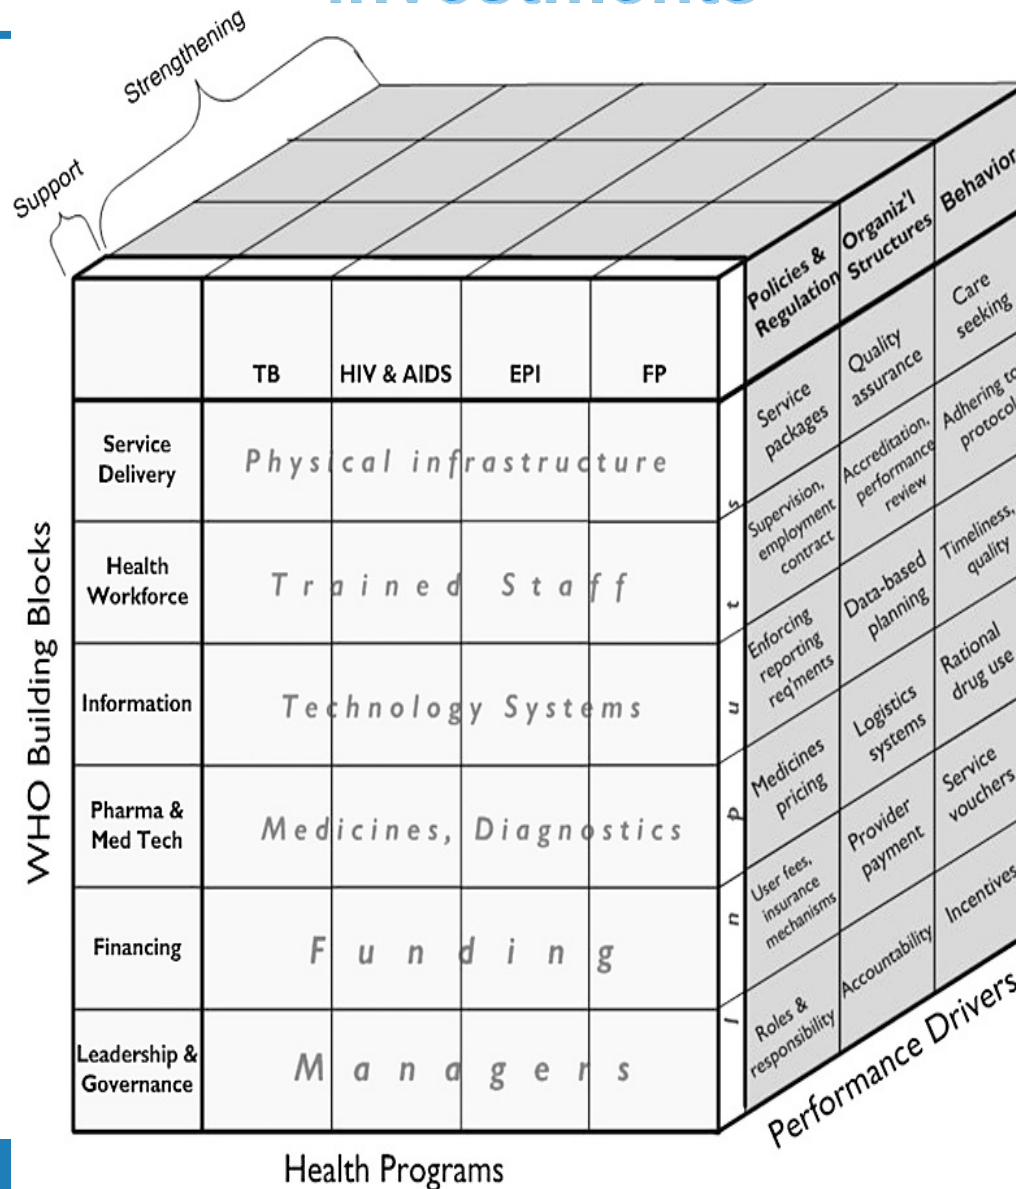 Investments
Strengthening
Support
Policies &
Regulation
Organiz'l
Structures
Behavior
TB
HIV & AIDS
EPI
FP
Service
Delivery
Physical infrastructure
Health
Workforce
Trained Staff
Information
Technology Systems
Pharma &
Med Tech
Medicines, Diagnostics
Financing
Funding
Leadership &
Governance
Managers
WHO Building Blocks
Health Programs
Inputs
Service
packages
Quality
assurance
Care
seeking
Supervision,
employment
contract
Accreditation,
performance
review
Adhering to
protocol
Enforcing
reporting
req'ments
Data-based
planning
Timeliness,
quality
Medicines
pricing
Logistics
systems
Rational
drug use
User fees,
insurance
mechanisms
Provider
payment
Service
vouchers
Roles &
responsibility
Accountability
Incentives
Performance Drivers